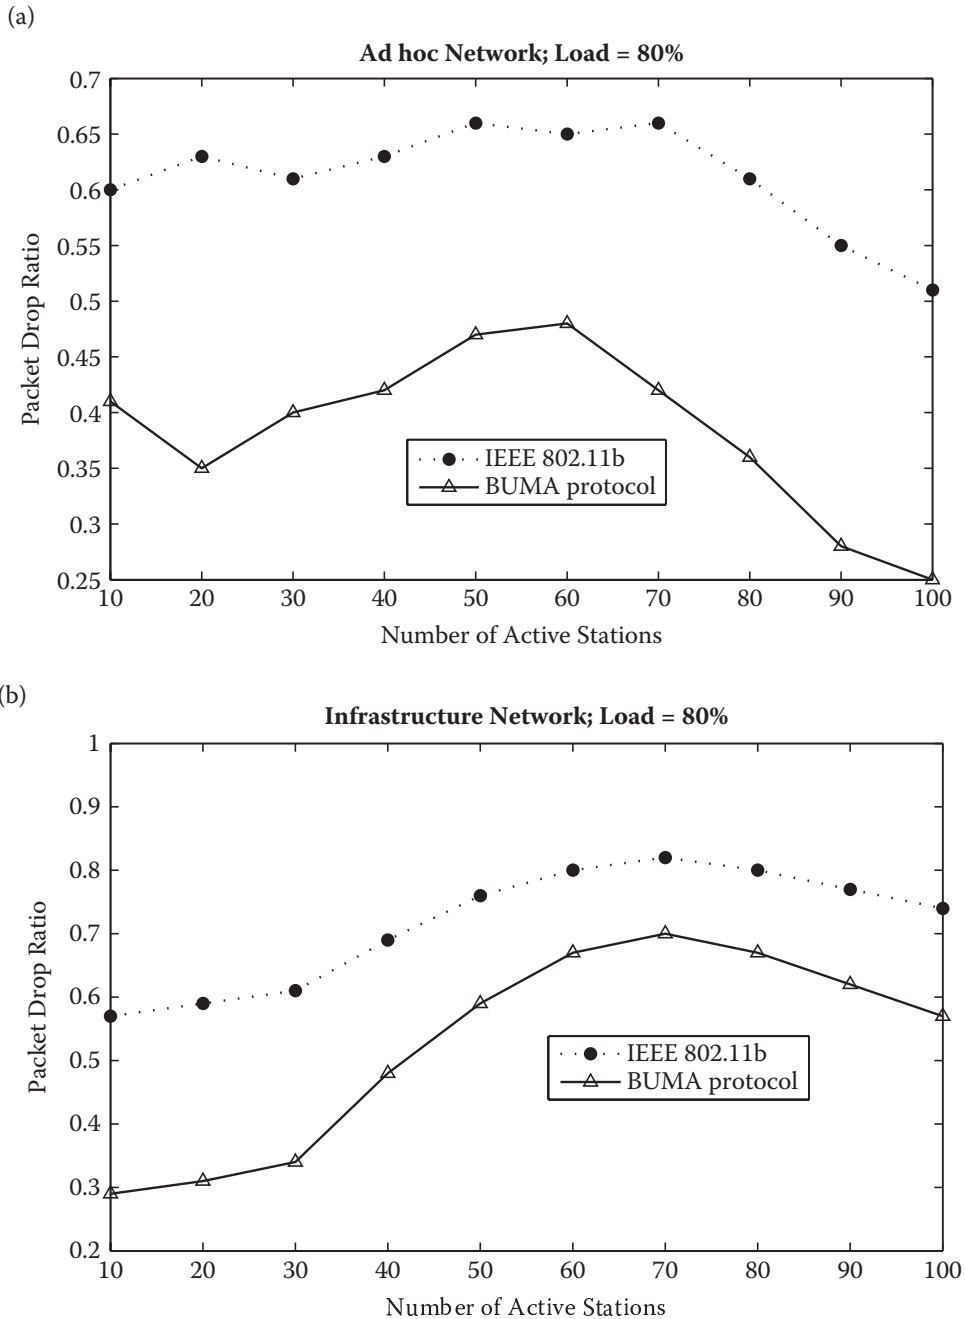 (a)
Ad hoc Network; Load = 80%
0.7
0.65
0.6
0.55
0.5
0.45
0.4
0.35
0.3
0.25
Packet Drop Ratio
IEEE 802.11b
BUMA protocol
10 20 30 40 50 60 70 80 90 100
Number of Active Stations
(b)
Infrastructure Network; Load = 80%
1
0.9
0.8
0.7
0.6
0.5
0.4
0.3
0.2
Packet Drop Ratio
IEEE 802.11b
BUMA protocol
10 20 30 40 50 60 70 80 90 100
Number of Active Stations